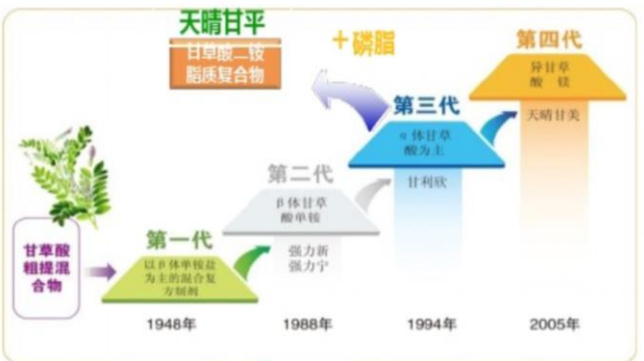 天晴甘平
甘草酸二铵
脂质复合物
+磷脂
第四代
异甘草
酸 镁
天晴甘美
第三代
α体甘草
酸为主
甘利欣
第二代
β体甘草
酸单铵
强力新
强力宁
第一代
以β体单铵盐
为主的混合复
方制剂
甘草酸
粗提混
合物
1948年
1988年
1994年
2005年